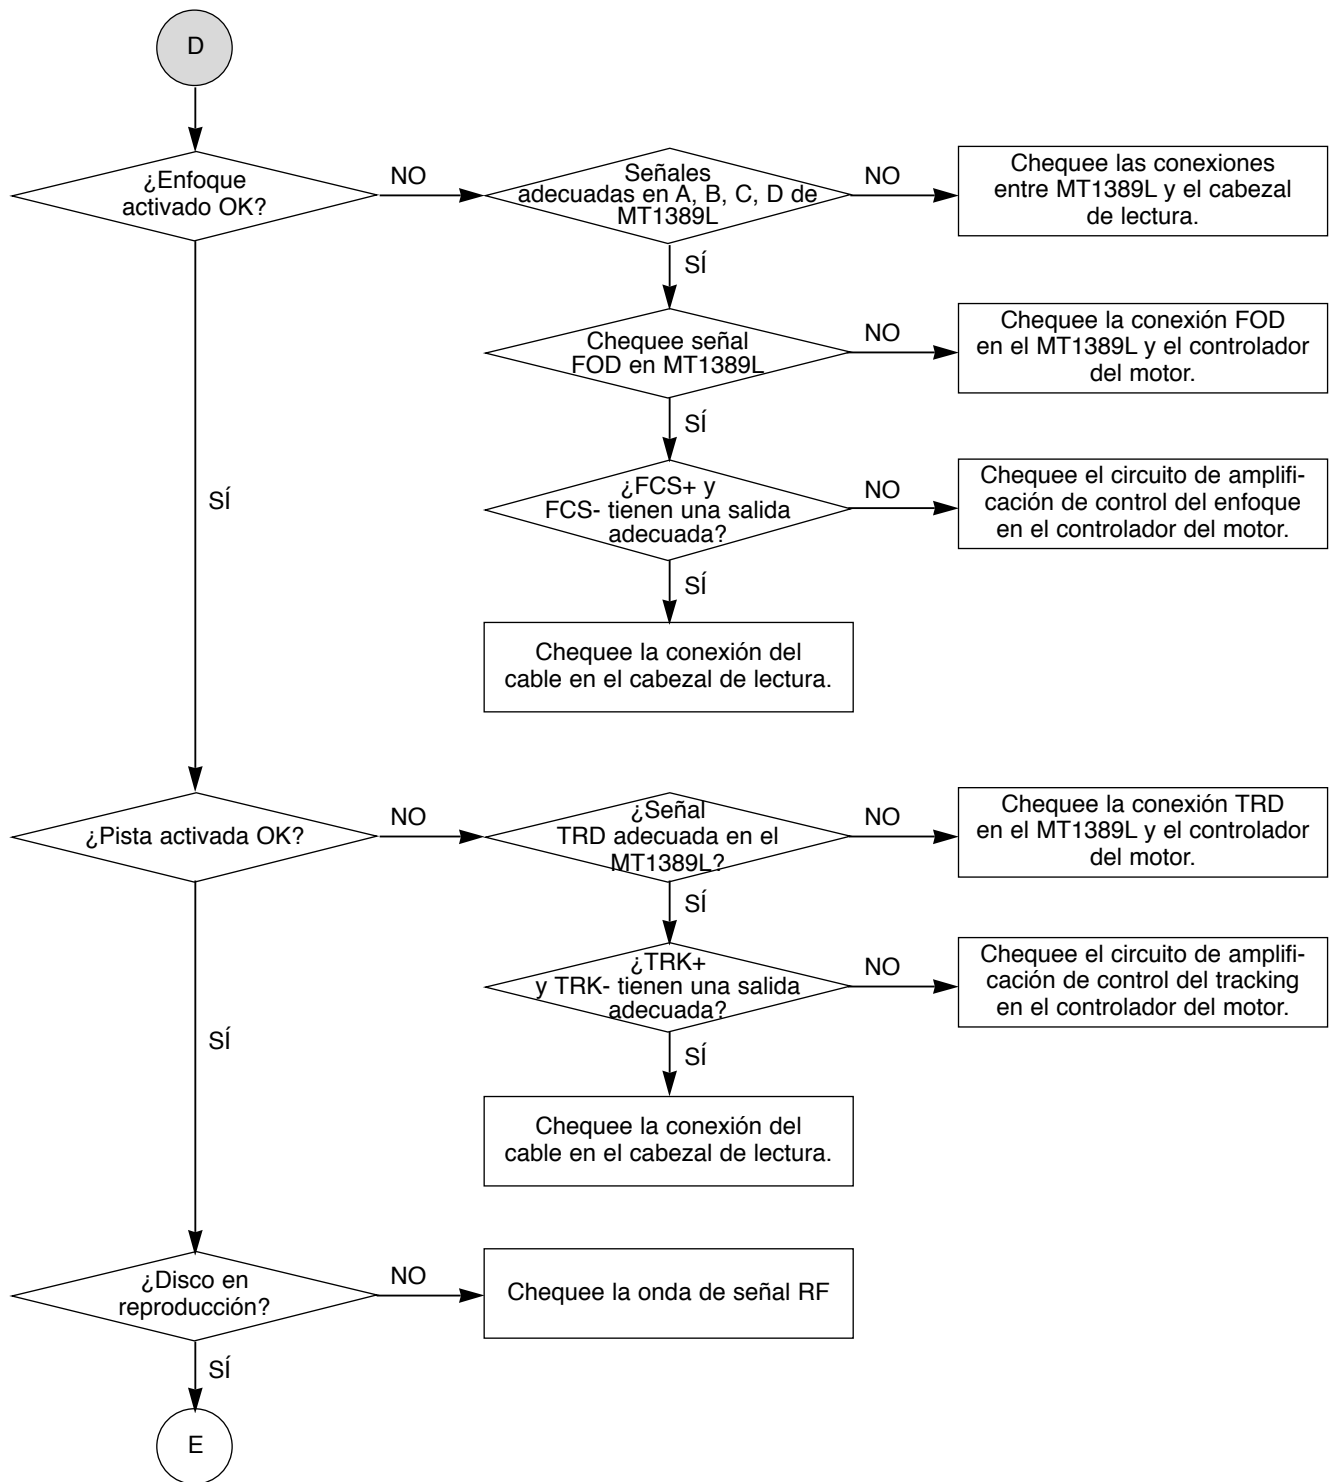 D
¿Enfoque
activado OK?
NO
Señales
adecuadas en A, B, C, D de
MT1389L
NO
Chequee las conexiones
entre MT1389L y el cabezal
de lectura.
SÍ
Chequee señal
FOD en MT1389L
NO
Chequee la conexión FOD
en el MT1389L y el controlador
del motor.
SÍ
SÍ
¿FCS+ y
FCS- tienen una salida
adecuada?
NO
Chequee el circuito de amplifi-
cación de control del enfoque
en el controlador del motor.
SÍ
Chequee la conexión del
cable en el cabezal de lectura.
¿Pista activada OK?
NO
¿Señal
TRD adecuada en el
MT1389L?
NO
Chequee la conexión TRD
en el MT1389L y el controlador
del motor.
SÍ
SÍ
¿TRK+
y TRK- tienen una salida
adecuada?
NO
Chequee el circuito de amplifi-
cación de control del tracking
en el controlador del motor.
SÍ
Chequee la conexión del
cable en el cabezal de lectura.
¿Disco en
reproducción?
NO
Chequee la onda de señal RF
SÍ
E